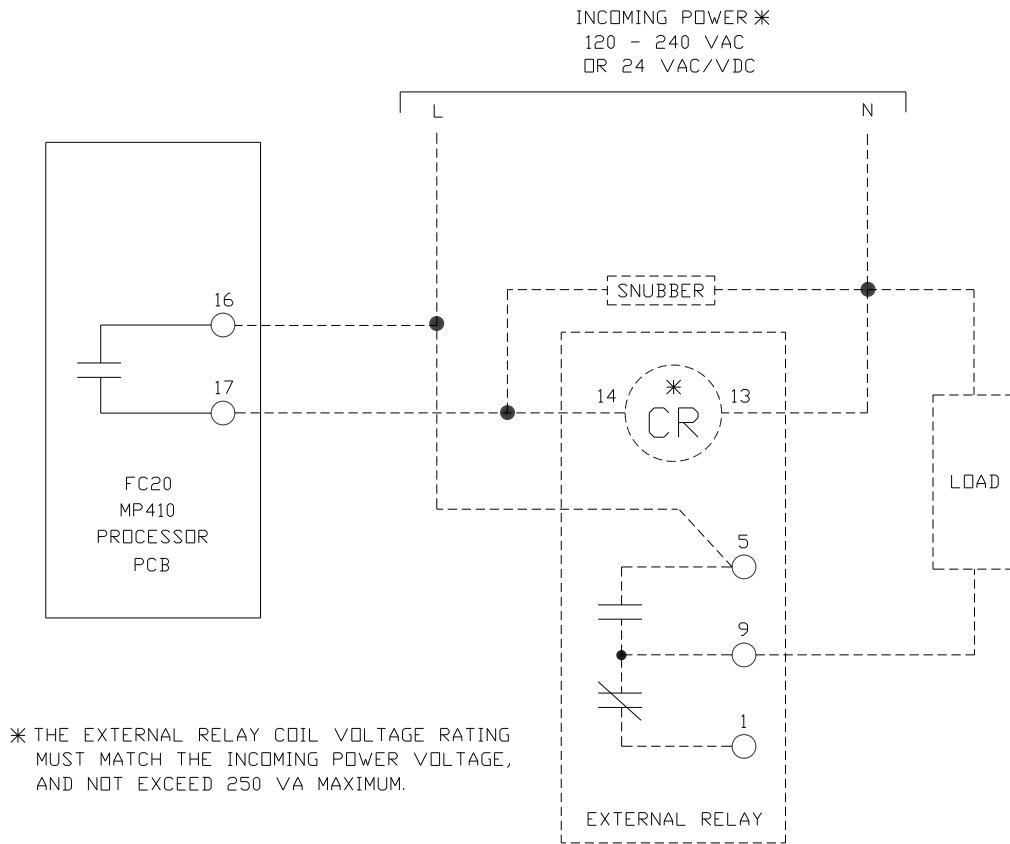 INCOMING POWER*
120 - 240 VAC
OR 24 VAC/VDC
L
N
16
SNUBBER
17
14
*
CR
13
FC20
MP410
PROCESSOR
PCB
LOAD
5
9
1
* THE EXTERNAL RELAY COIL VOLTAGE RATING
MUST MATCH THE INCOMING POWER VOLTAGE,
AND NOT EXCEED 250 VA MAXIMUM.
EXTERNAL RELAY